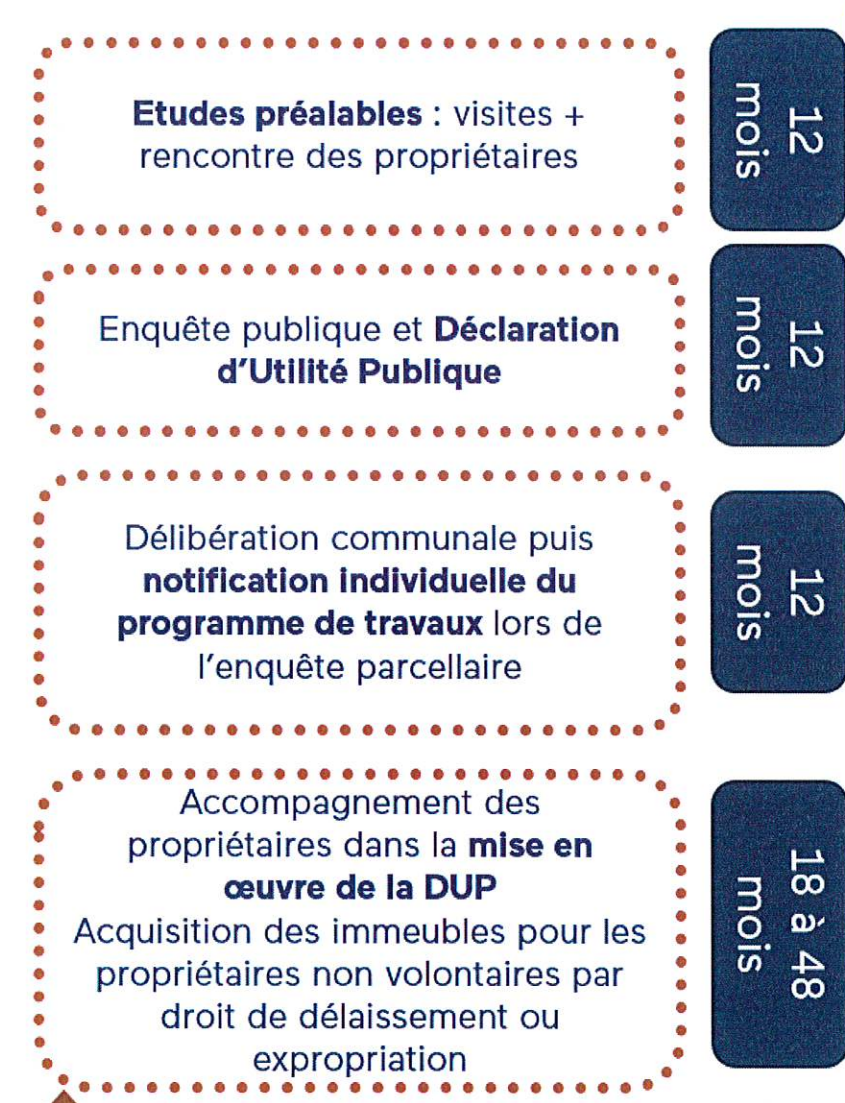 Etudes préalables : visites +
rencontre des propriétaires
12
mois
Enquête publique et Déclaration
d'Utilité Publique
12
mois
Délibération communale puis
notification individuelle du
programme de travaux lors de
l'enquête parcellaire
12
mois
Accompagnement des
propriétaires dans la mise en
œuvre de la DUP
Acquisition des immeubles pour les
propriétaires non volontaires par
droit de délaissement ou
expropriation
18 à 48
mois